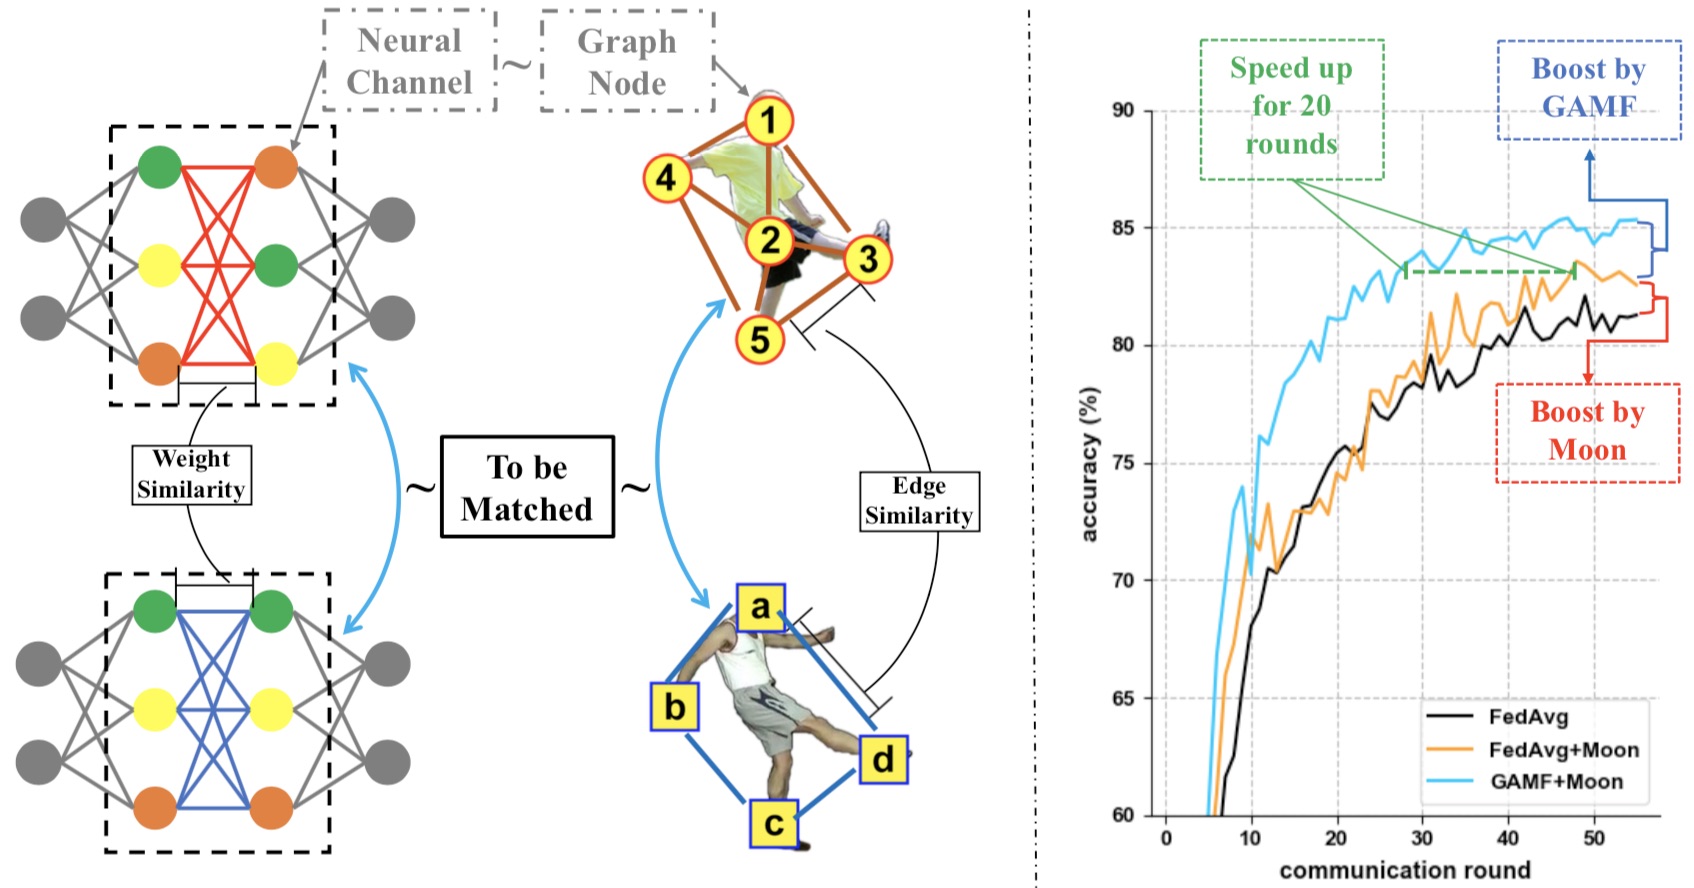 Neural
Channel
~
Graph
Node
1
4
2
3
5
Weight
Similarity
~
To be
Matched
~
Edge
Similarity
a
b
d
c
Speed up
for 20
rounds
Boost by
GAMF
Boost by
Moon
accuracy (%)
90
85
80
75
70
65
60
0 10 20 30 40 50
communication round
FedAvg
FedAvg+Moon
GAMF+Moon